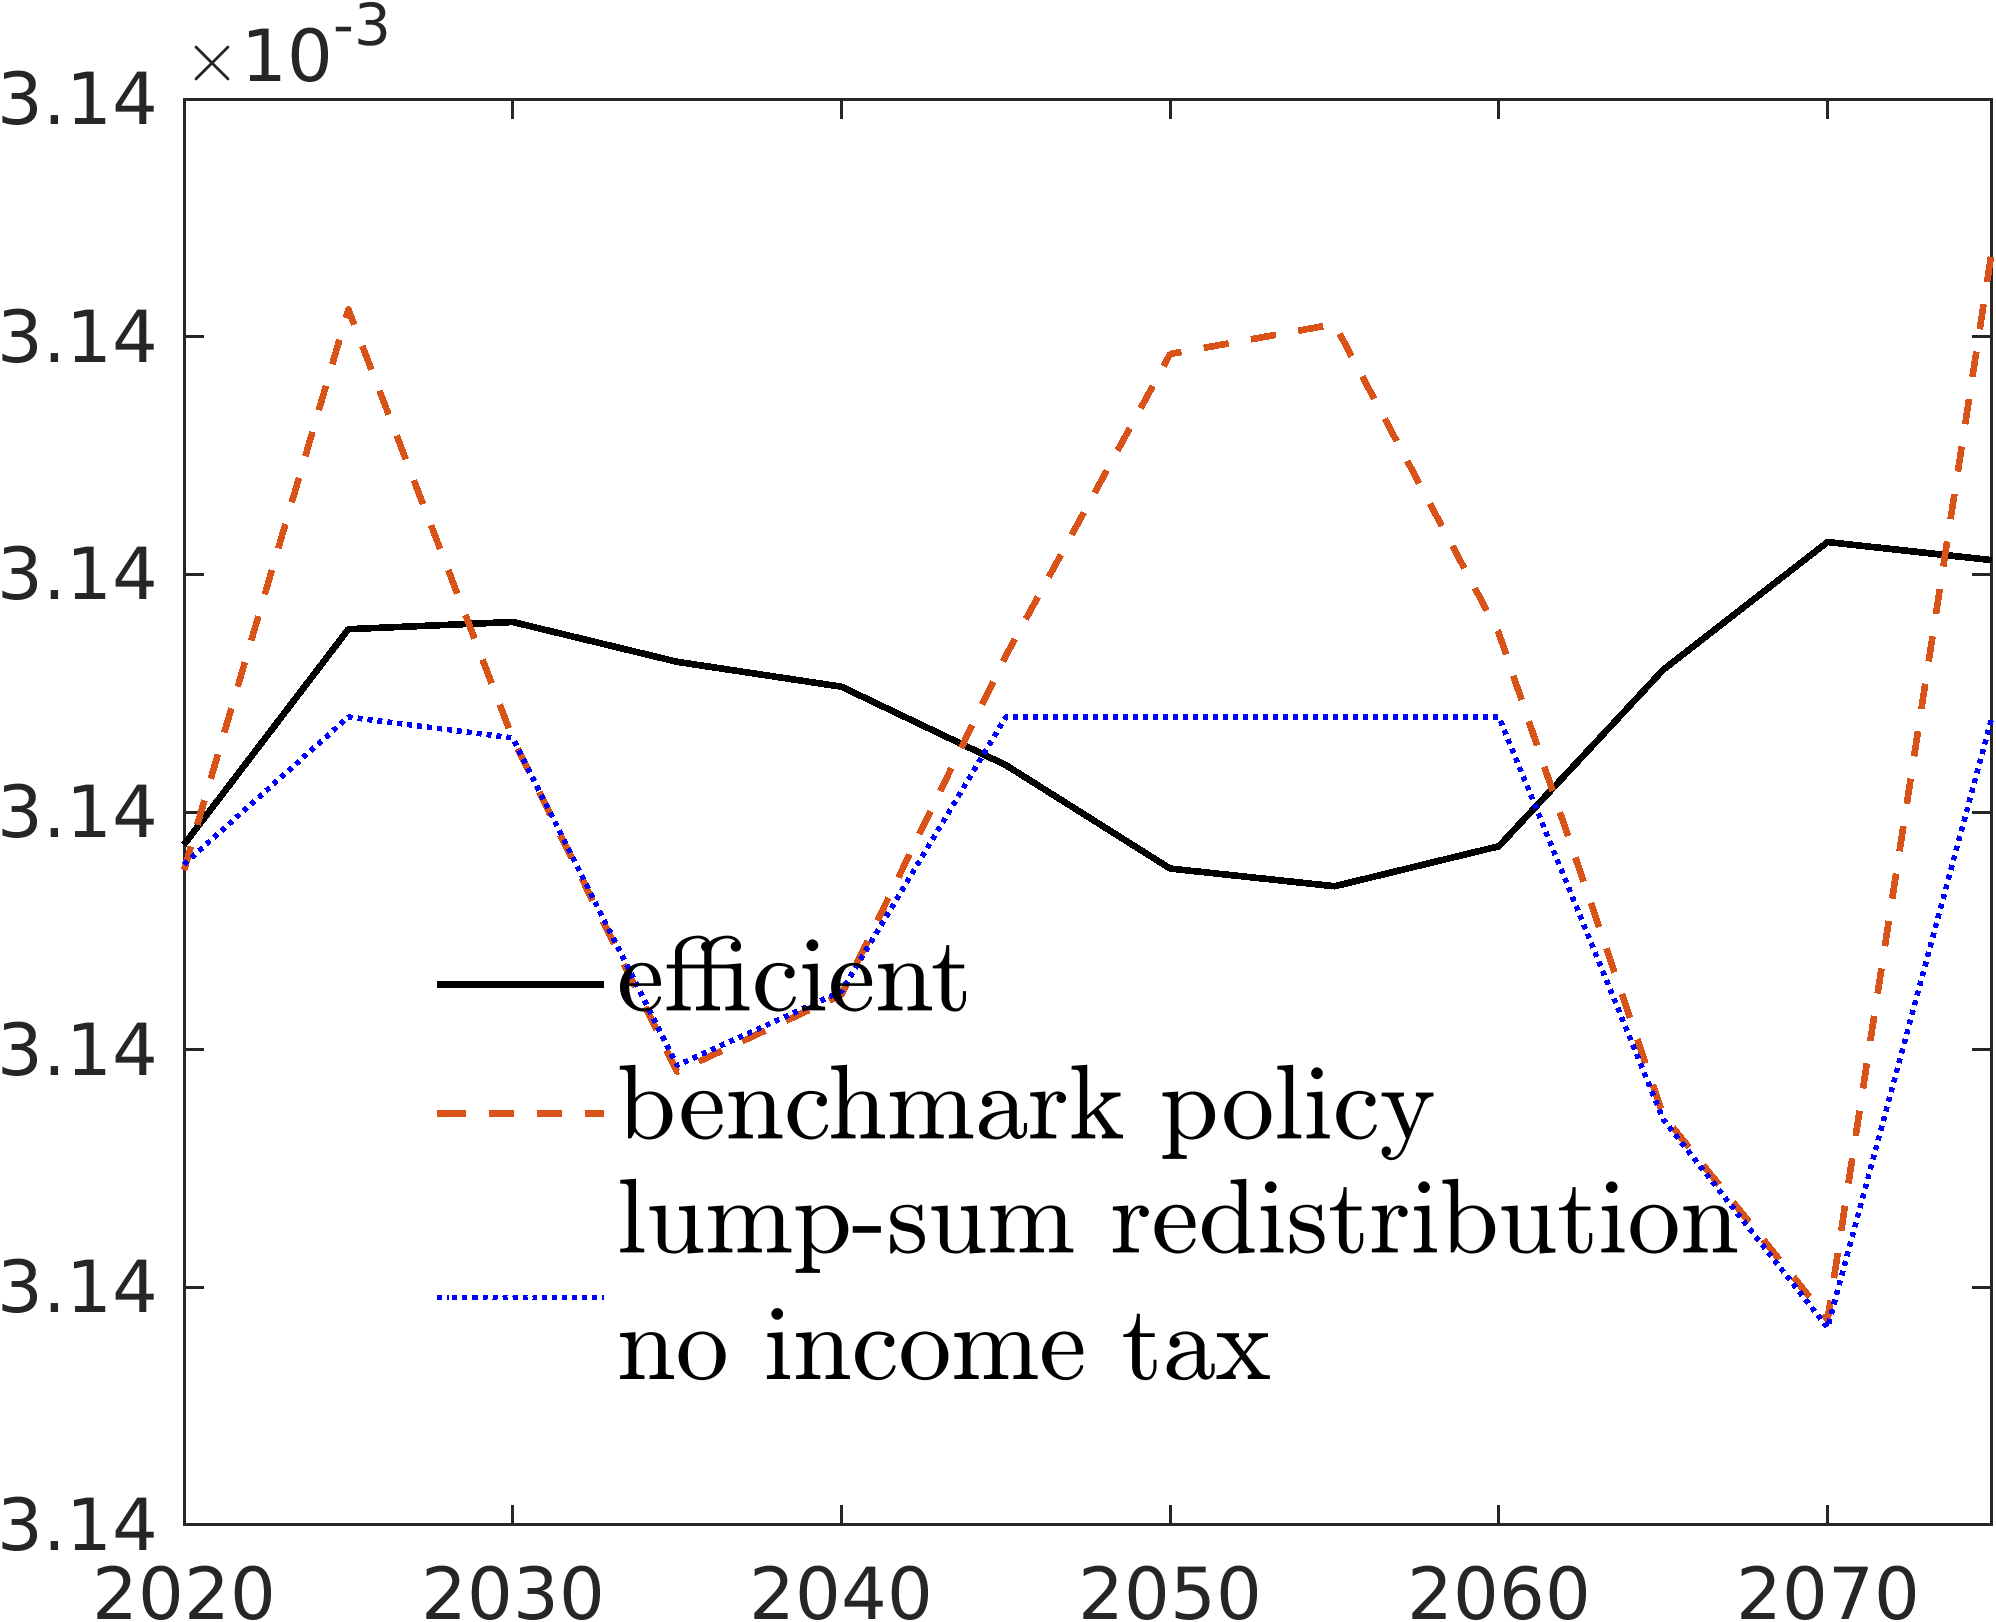 ×10-3
3.14
3.14
3.14
3.14
3.14
3.14
3.14
efficient
benchmark policy
lump-sum redistribution
no income tax
2020 2030 2040 2050 2060 2070